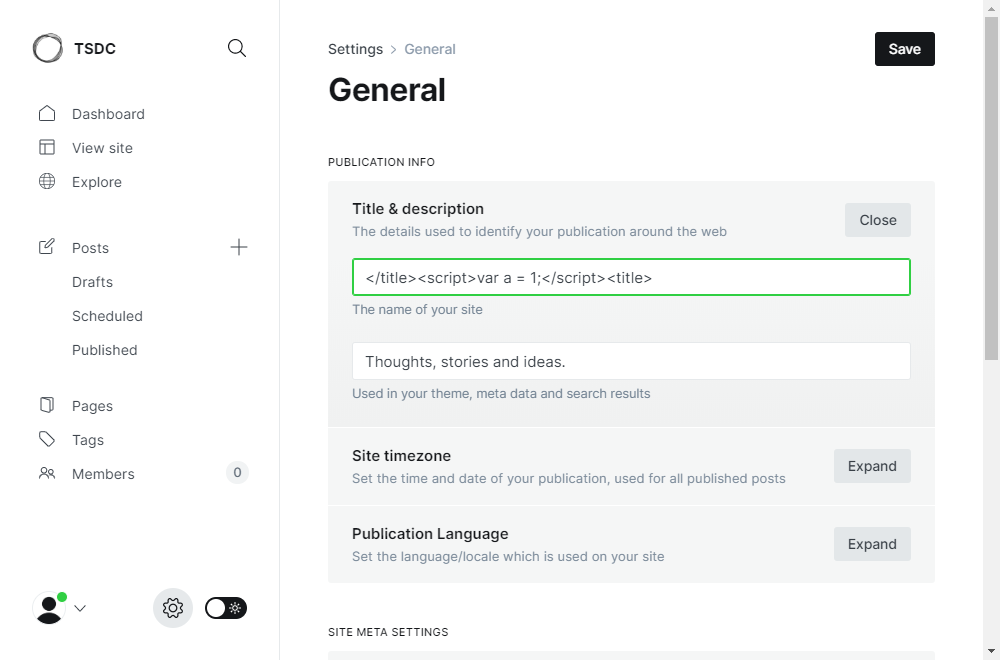 TSDC
Dashboard
View site
Explore
Posts
Drafts
Scheduled
Published
Pages
Tags
Members 0
Settings > General
Save
General
PUBLICATION INFO
Title & description
The details used to identify your publication around the web
Close
</title><script>var a = 1;</script><title>
The name of your site
Thoughts, stories and ideas.
Used in your theme, meta data and search results
Site timezone
Set the time and date of your publication, used for all published posts
Expand
Publication Language
Set the language/locale which is used on your site
Expand
SITE META SETTINGS